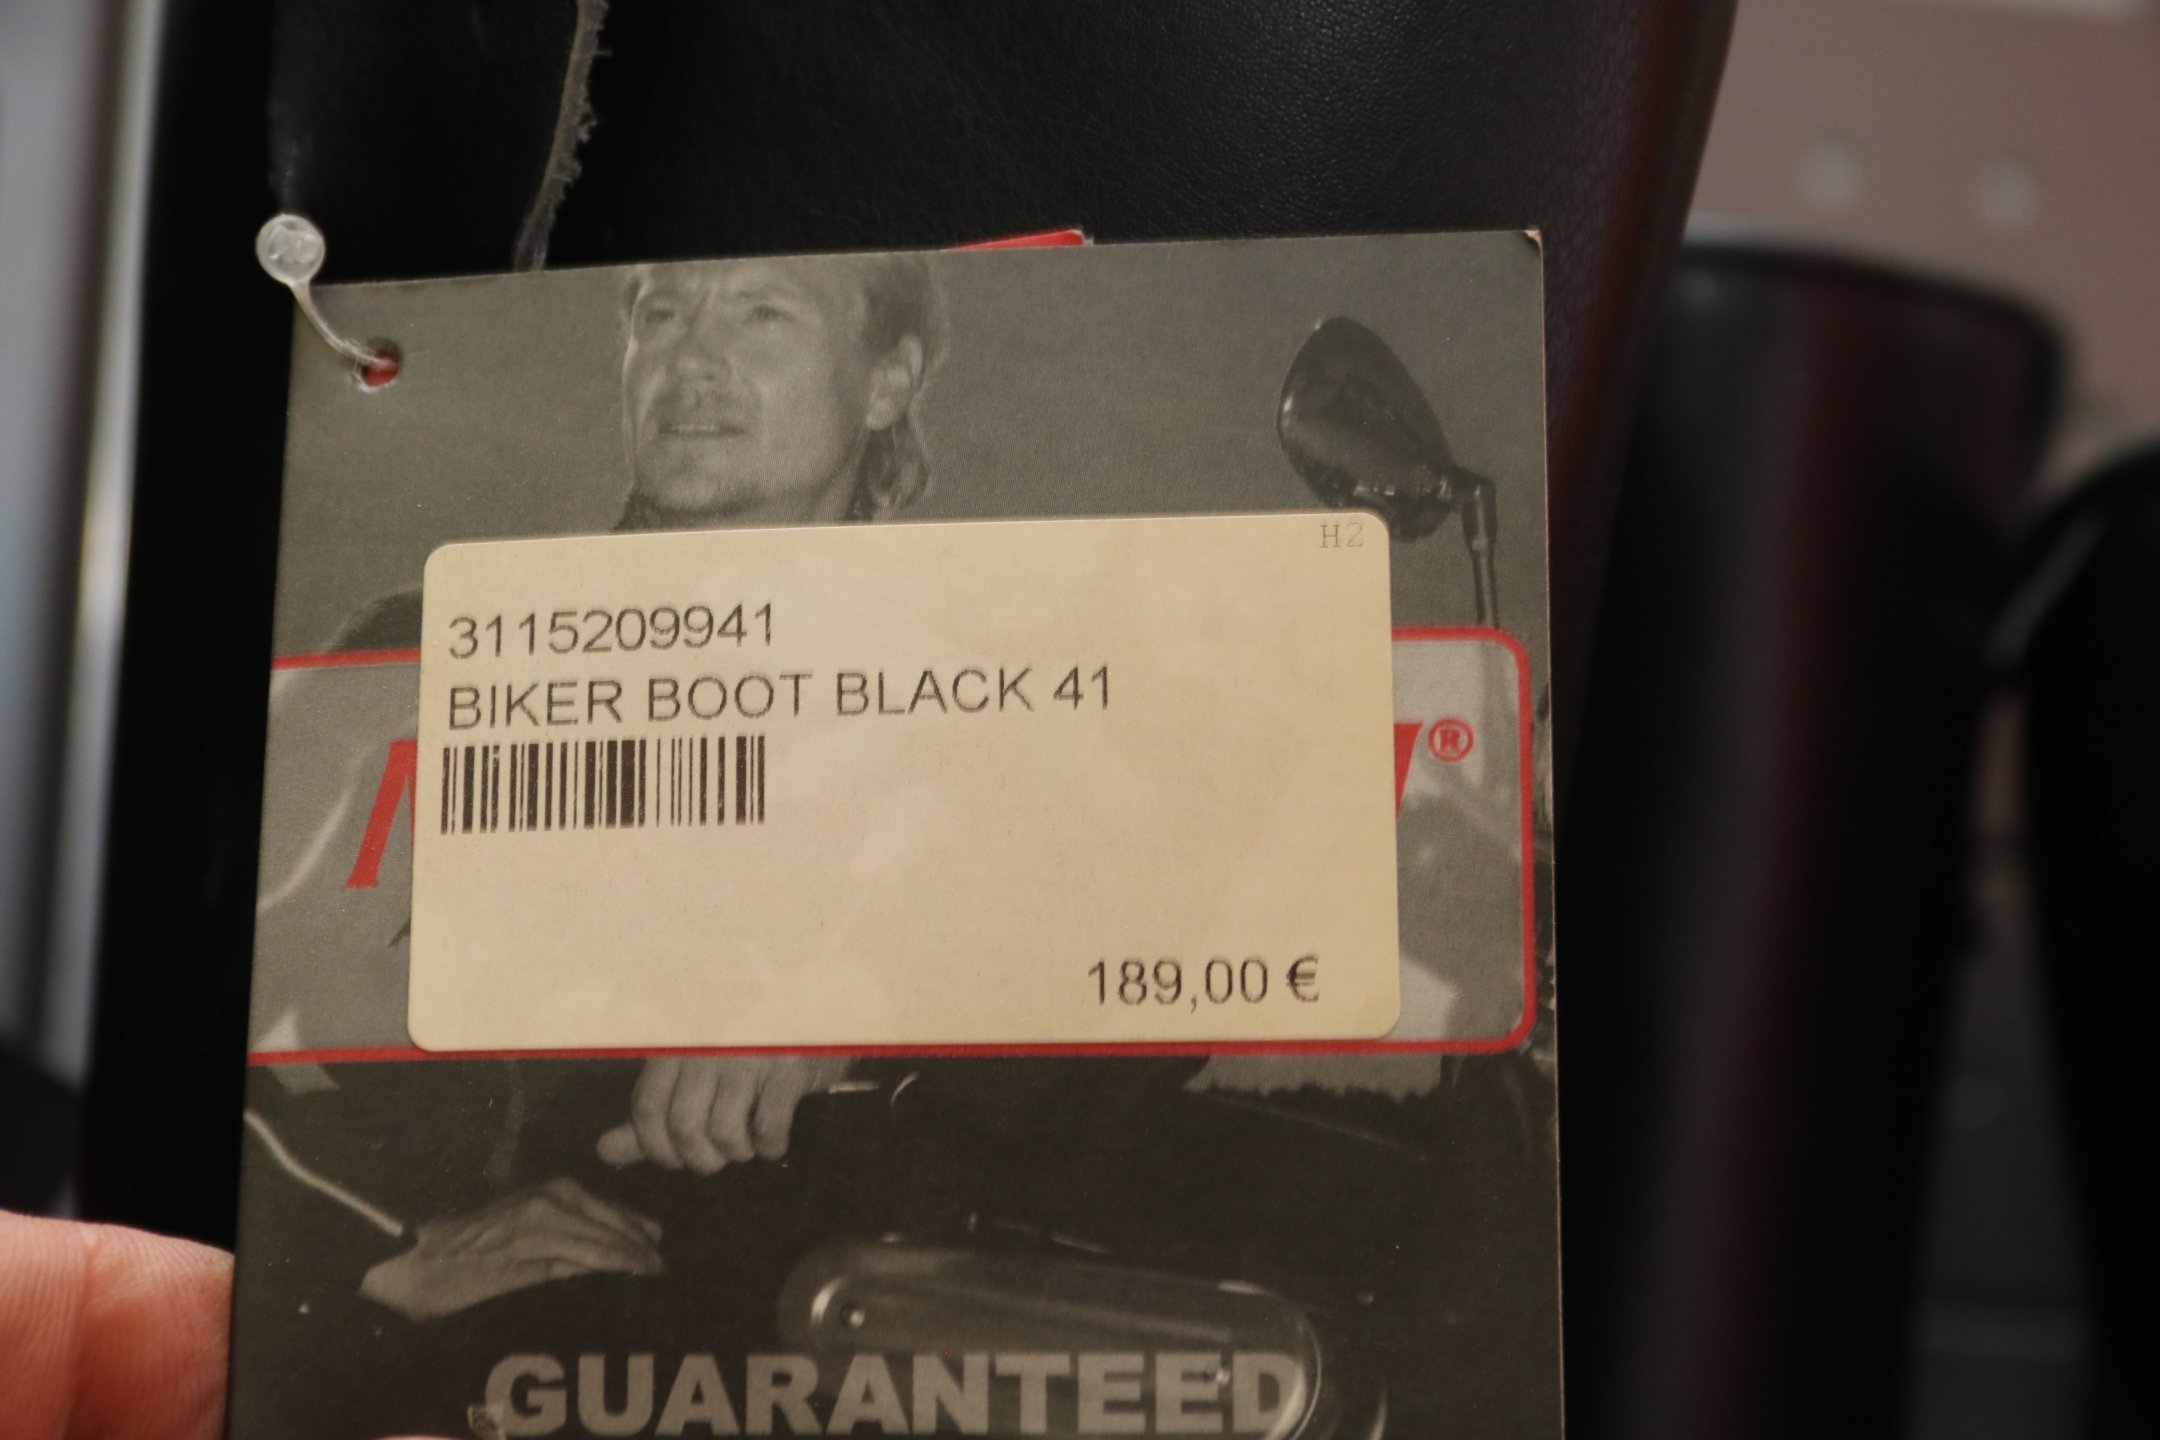 H2
3115209941
BIKER BOOT BLACK 41
®
189,00 €
GUARANTEED